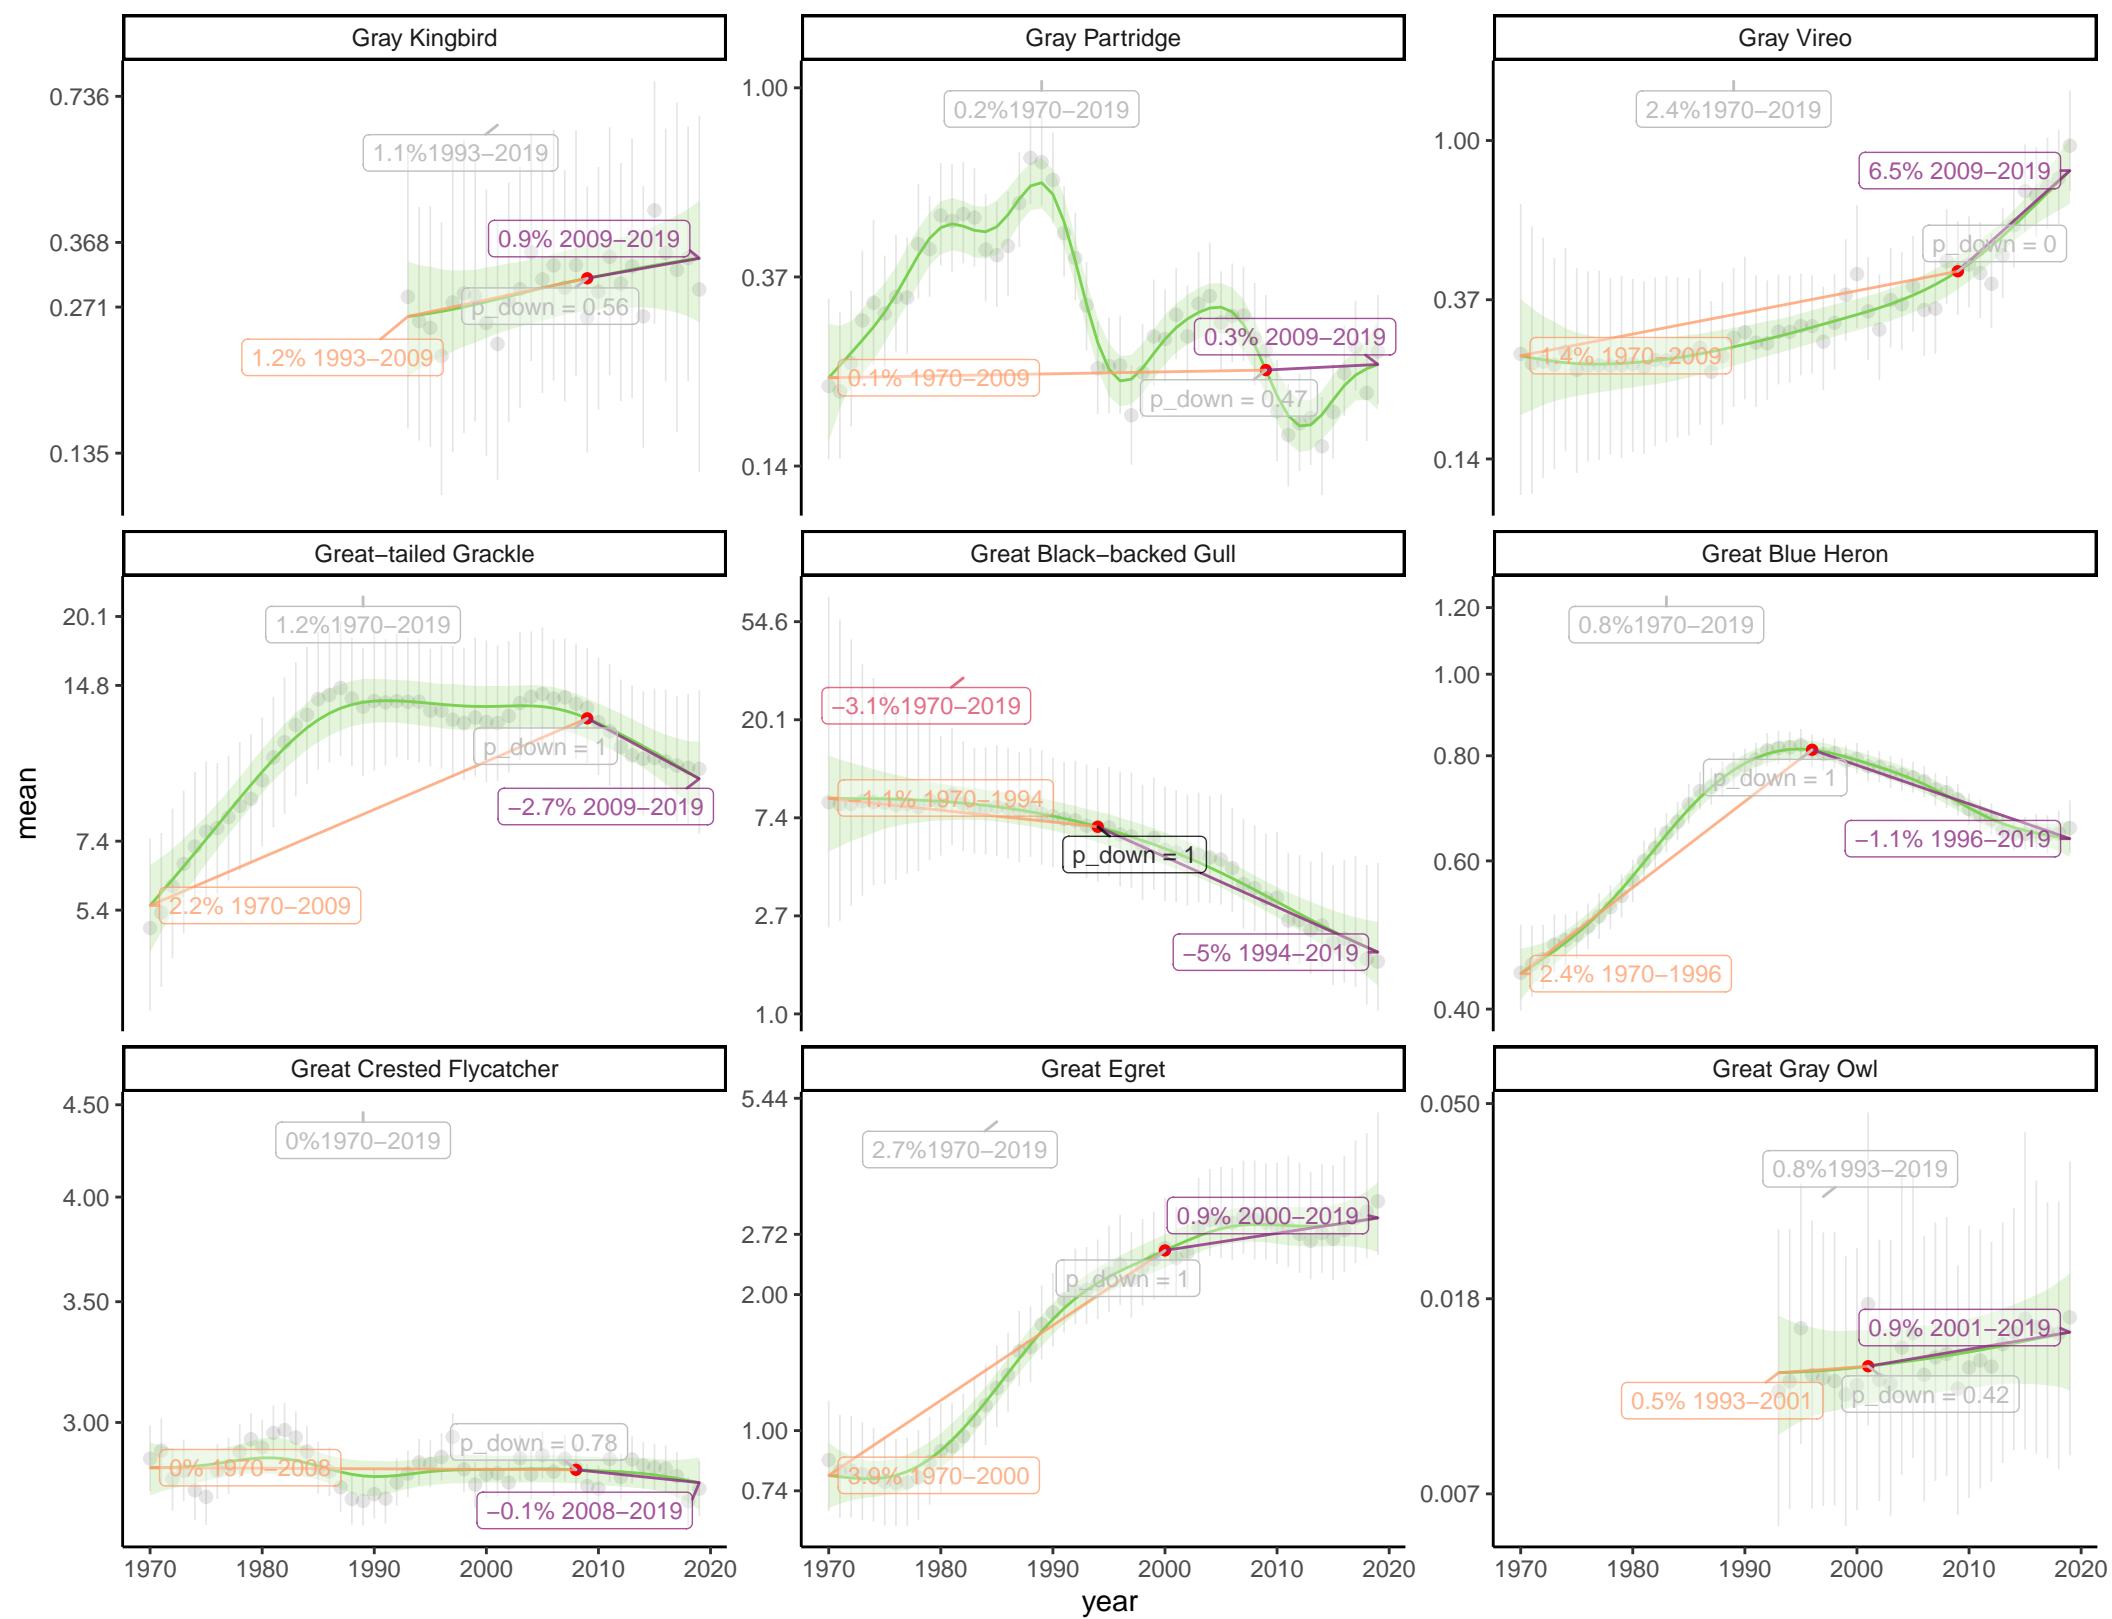 Gray Kingbird
Gray Partridge
Gray Vireo
0.736
0.368
0.271
0.135
1.1%1993−2019
0.9% 2009−2019
p_down = 0.56
1.2% 1993−2009
1.00
0.37
0.14
0.2%1970−2019
0.3% 2009−2019
0.1% 1970−2009
p_down = 0.47
1.00
0.37
0.14
2.4%1970−2019
6.5% 2009−2019
p_down = 0
1.4% 1970−2009
Great−tailed Grackle
Great Black−backed Gull
Great Blue Heron
mean
20.1
14.8
7.4
5.4
1.2%1970−2019
p_down = 1
−2.7% 2009−2019
2.2% 1970−2009
54.6
20.1
7.4
2.7
1.0
−3.1%1970−2019
−1.1% 1970−1994
p_down = 1
−5% 1994−2019
1.20
1.00
0.80
0.60
0.40
0.8%1970−2019
p_down = 1
−1.1% 1996−2019
2.4% 1970−1996
Great Crested Flycatcher
Great Egret
Great Gray Owl
4.50
4.00
3.50
3.00
0%1970−2019
p_down = 0.78
0% 1970−2008
−0.1% 2008−2019
5.44
2.72
2.00
1.00
0.74
2.7%1970−2019
0.9% 2000−2019
p_down = 1
3.9% 1970−2000
0.050
0.018
0.007
0.8%1993−2019
0.9% 2001−2019
0.5% 1993−2001
p_down = 0.42
1970 1980 1990 2000 2010 2020
1970 1980 1990 2000 2010 2020
1970 1980 1990 2000 2010 2020
year